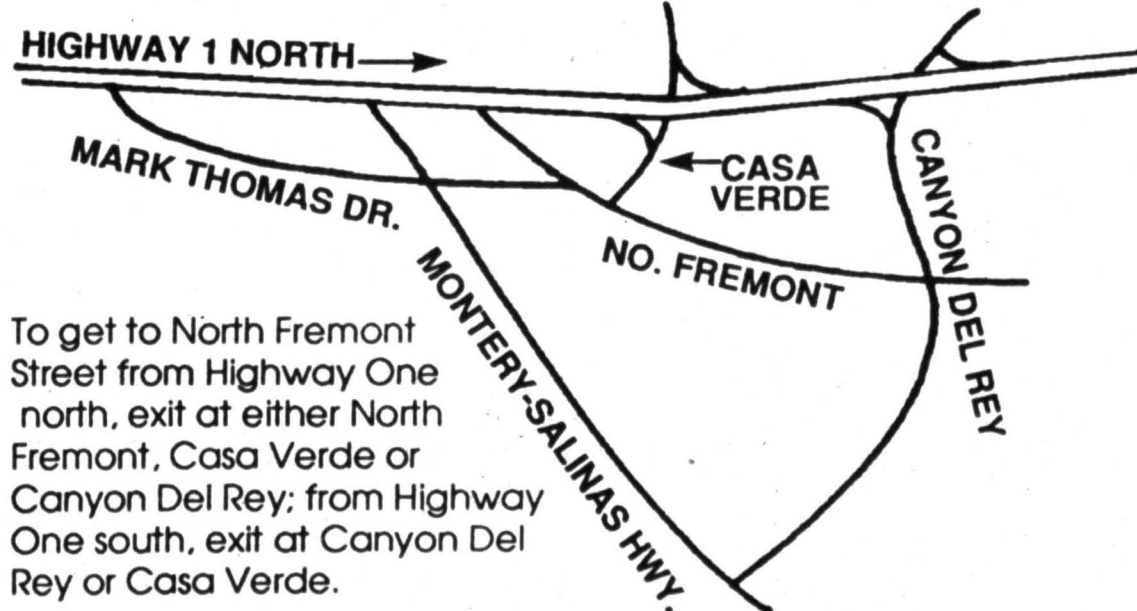 HIGHWAY 1 NORTH
MARK THOMAS DR.
CASA
VERDE
CANYON DEL REY
NO. FREMONT
MONTERY-SALINAS HWY.
To get to North Fremont
Street from Highway One
north, exit at either North
Fremont, Casa Verde or
Canyon Del Rey; from Highway
One south, exit at Canyon Del
Rey or Casa Verde.